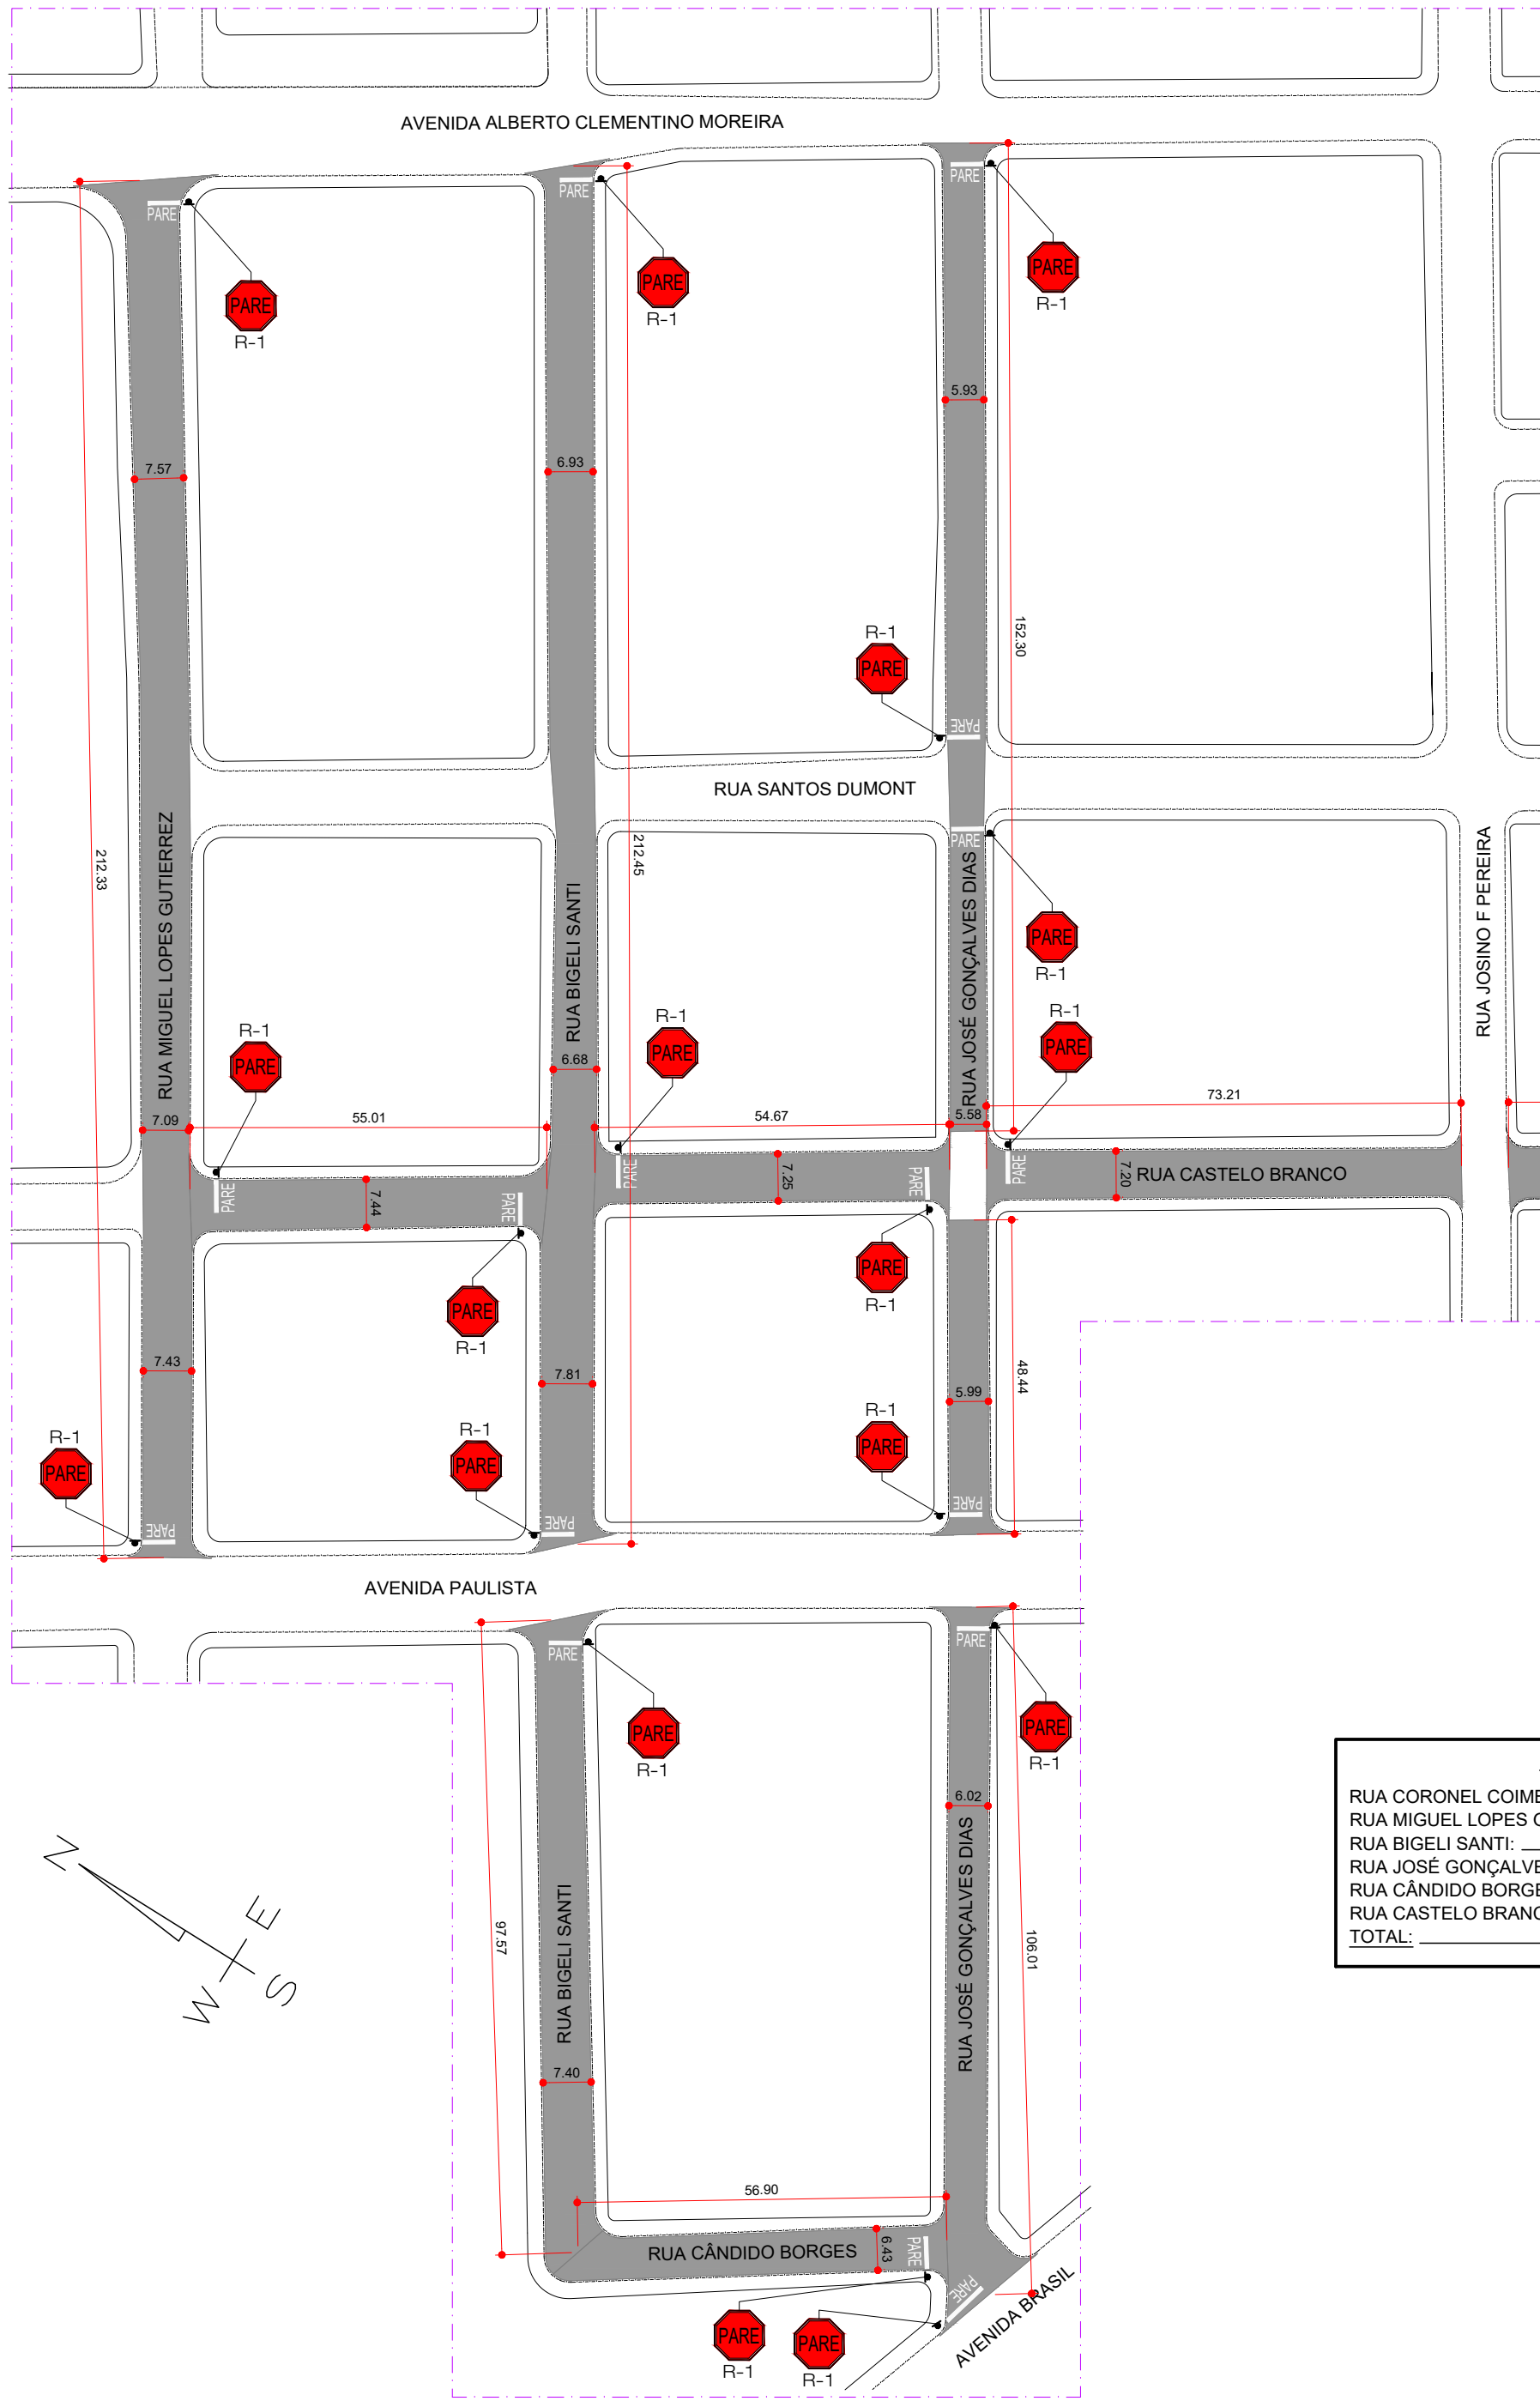 AVENIDA ALBERTO CLEMENTINO MOREIRA
PARE
PARE
PARE
PARE
R-1
PARE
R-1
PARE
R-1
7.57
6.93
5.93
152.30
R-1
PARE
PARE
RUA SANTOS DUMONT
212.33
RUA MIGUEL LOPES GUTIERREZ
212.45
RUA BIGELI SANTI
PARE
RUA JOSÉ GONÇALVES DIAS
RUA JOSINO F PEREIRA
PARE
R-1
R-1
PARE
R-1
PARE
R-1
PARE
7.09
55.01
6.68
54.67
5.58
73.21
PARE
7.44
PARE
PARE
7.25
PARE
PARE
7.20
RUA CASTELO BRANCO
PARE
R-1
PARE
R-1
7.43
7.81
5.99
48.44
R-1
PARE
R-1
PARE
R-1
PARE
PARE
PARE
PARE
AVENIDA PAULISTA
PARE
PARE
PARE
R-1
PARE
R-1
97.57
RUA BIGELI SANTI
6.02
RUA JOSÉ GONÇALVES DIAS
106.01
7.40
56.90
RUA CÂNDIDO BORGES
6.43
PARE
PARE
AVENIDA BRASIL
PARE
R-1
PARE
R-1
N
E
W
S
RUA CORONEL COIME
RUA MIGUEL LOPES G
RUA BIGELI SANTI:
RUA JOSÉ GONÇALVE
RUA CÂNDIDO BORGE
RUA CASTELO BRANC
TOTAL: